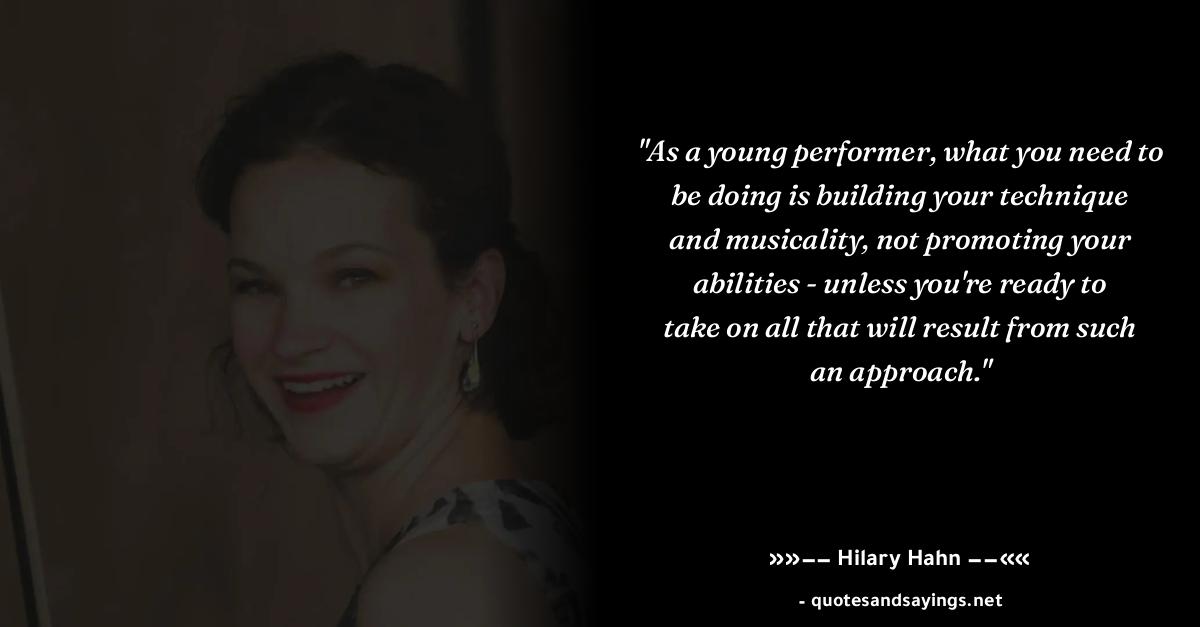 "As a young performer, what you need to
be doing is building your technique
and musicality, not promoting your
abilities - unless you're ready to
take on all that will result from such
an approach."
»»–– Hilary Hahn ––««
- quotesandsayings.net